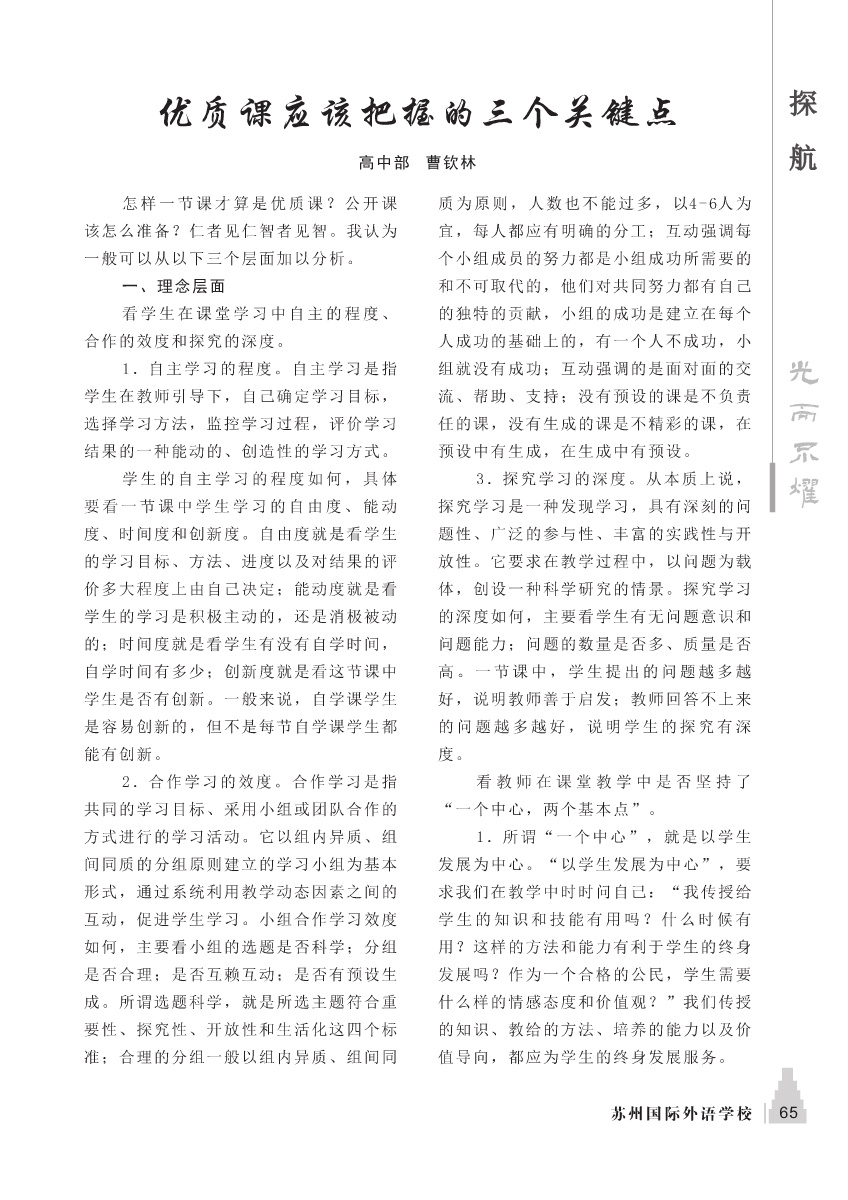 优质课应该把握的三个关键点
高中部 曹钦林
怎样一节课才算是优质课？公开课
该怎么准备？仁者见仁智者见智。我认为
一般可以从以下三个层面加以分析。
一、理念层面
看学生在课堂学习中自主的程度、
合作的效度和探究的深度。
1．自主学习的程度。自主学习是指
学生在教师引导下，自己确定学习目标，
选择学习方法，监控学习过程，评价学习
结果的一种能动的、创造性的学习方式。
学生的自主学习的程度如何，具体
要看一节课中学生学习的自由度、能动
度、时间度和创新度。自由度就是看学生
的学习目标、方法、进度以及对结果的评
价多大程度上由自己决定；能动度就是看
学生的学习是积极主动的，还是消极被动
的；时间度就是看学生有没有自学时间，
自学时间有多少；创新度就是看这节课中
学生是否有创新。一般来说，自学课学生
是容易创新的，但不是每节自学课学生都
能有创新。
2．合作学习的效度。合作学习是指
共同的学习目标、采用小组或团队合作的
方式进行的学习活动。它以组内异质、组
间同质的分组原则建立的学习小组为基本
形式，通过系统利用教学动态因素之间的
互动，促进学生学习。小组合作学习效度
如何，主要看小组的选题是否科学；分组
是否合理；是否互赖互动；是否有预设生
成。所谓选题科学，就是所选主题符合重
要性、探究性、开放性和生活化这四个标
准；合理的分组一般以组内异质、组间同
质为原则，人数也不能过多，以4-6人为
宜，每人都应有明确的分工；互动强调每
个小组成员的努力都是小组成功所需要的
和不可取代的，他们对共同努力都有自己
的独特的贡献，小组的成功是建立在每个
人成功的基础上的，有一个人不成功，小
组就没有成功；互动强调的是面对面的交
流、帮助、支持；没有预设的课是不负责
任的课，没有生成的课是不精彩的课，在
预设中有生成，在生成中有预设。
3．探究学习的深度。从本质上说，
探究学习是一种发现学习，具有深刻的问
题性、广泛的参与性、丰富的实践性与开
放性。它要求在教学过程中，以问题为载
体，创设一种科学研究的情景。探究学习
的深度如何，主要看学生有无问题意识和
问题能力；问题的数量是否多、质量是否
高。一节课中，学生提出的问题越多越
好，说明教师善于启发；教师回答不上来
的问题越多越好，说明学生的探究有深
度。
看教师在课堂教学中是否坚持了
“一个中心，两个基本点”。
1．所谓“一个中心”，就是以学生
发展为中心。“以学生发展为中心”，要
求我们在教学中时时问自己：“我传授给
学生的知识和技能有用吗？什么时候有
用？这样的方法和能力有利于学生的终身
发展吗？作为一个合格的公民，学生需要
什么样的情感态度和价值观？”我们传授
的知识、教给的方法、培养的能力以及价
值导向，都应为学生的终身发展服务。
探航
光而不耀
苏州国际外语学校 65